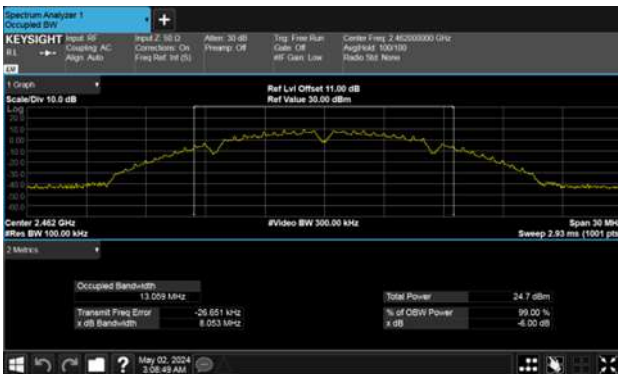 Spectrum Analyzer 1
Occupied BW
KEYSIGHT
Input: RF
Coupling: AC
Align: Auto
Input Z: 50 Ω
Corrections: On
Freq Ref: Int (S)
Atten: 30 dB
Preamp: Off
Trig: Free Run
Gate: Off
#IF Gain: Low
Center Freq: 2.462000000 GHz
Avg|Hold: 100/100
Radio Std: None
1 Graph
Scale/Div 10.0 dB
Ref Lvl Offset 11.00 dB
Ref Value 30.00 dBm
Log
20.0
10.0
0.00
Center 2.462 GHz
#Res BW 100.00 kHz
#Video BW 300.00 kHz
Span 30 MHz
Sweep 2.93 ms (1001 pts
2 Metrics
Occupied Bandwidth
13.059 MHz
Total Power
24.7 dBm
Transmit Freq Error
-26.651 kHz
% of OBW Power
99.00 %
x dB Bandwidth
8.053 MHz
x dB
-6.00 dB
?
May 02, 2024
3:08:49 AM